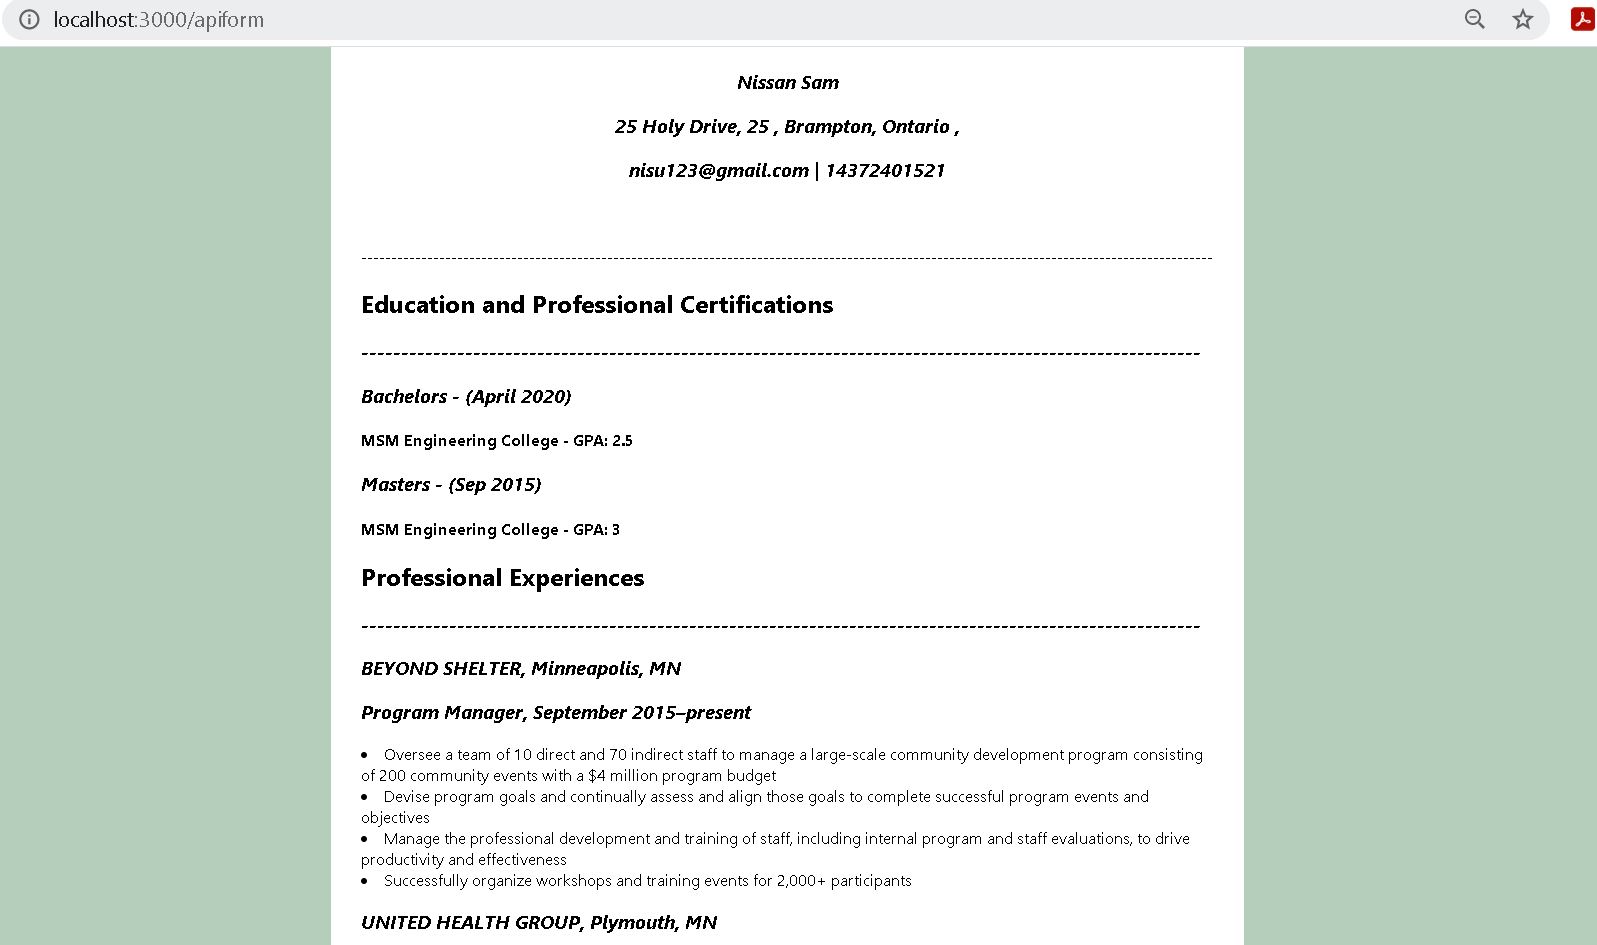 localhost:3000/apiform
Nissan Sam
25 Holy Drive, 25 , Brampton, Ontario ,
nisu123@gmail.com | 14372401521
--------------------------------------------------------------------------------------------------------------------------------------------
Education and Professional Certifications
---------------------------------------------------------------------------------------------------------
Bachelors - (April 2020)
MSM Engineering College - GPA: 2.5
Masters - (Sep 2015)
MSM Engineering College - GPA: 3
Professional Experiences
---------------------------------------------------------------------------------------------------------
BEYOND SHELTER, Minneapolis, MN
Program Manager, September 2015–present
• Oversee a team of 10 direct and 70 indirect staff to manage a large-scale community development program consisting
of 200 community events with a $4 million program budget
• Devise program goals and continually assess and align those goals to complete successful program events and
objectives
• Manage the professional development and training of staff, including internal program and staff evaluations, to drive
productivity and effectiveness
• Successfully organize workshops and training events for 2,000+ participants
UNITED HEALTH GROUP, Plymouth, MN